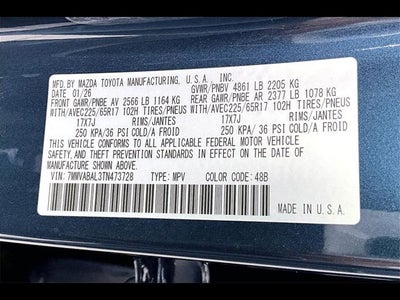 MFD. BY MAZDA TOYOTA MANUFACTURING, U.S.A., INC.
DATE 01/26 GVWR/PNBV 4861 LB 2205 KG
FRONT GAWR/PNBE AV 2566 LB 1164 KG REAR GAWR/PNBE AR 2377 LB 1078 KG
WITH/AVEC225/65R17 102H TIRES/PNEUS WITH/AVEC225/65R17 102H TIRES/PNEUS
17X7J RIMS/JANTES 17X7J RIMS/JANTES
250 KPA/36 PSI COLD/A FROID 250 KPA/36 PSI COLD/A FROID
THIS VEHICLE CONFORMS TO ALL APPLICABLE FEDERAL MOTOR VEHICLE
SAFETY AND THEFT PREVENTION STANDARDS IN EFFECT ON THE DATE OF
MANUFACTURE SHOWN ABOVE.
VIN: 7MMVABAL3TN473728 TYPE: MPV COLOR CODE: 48B